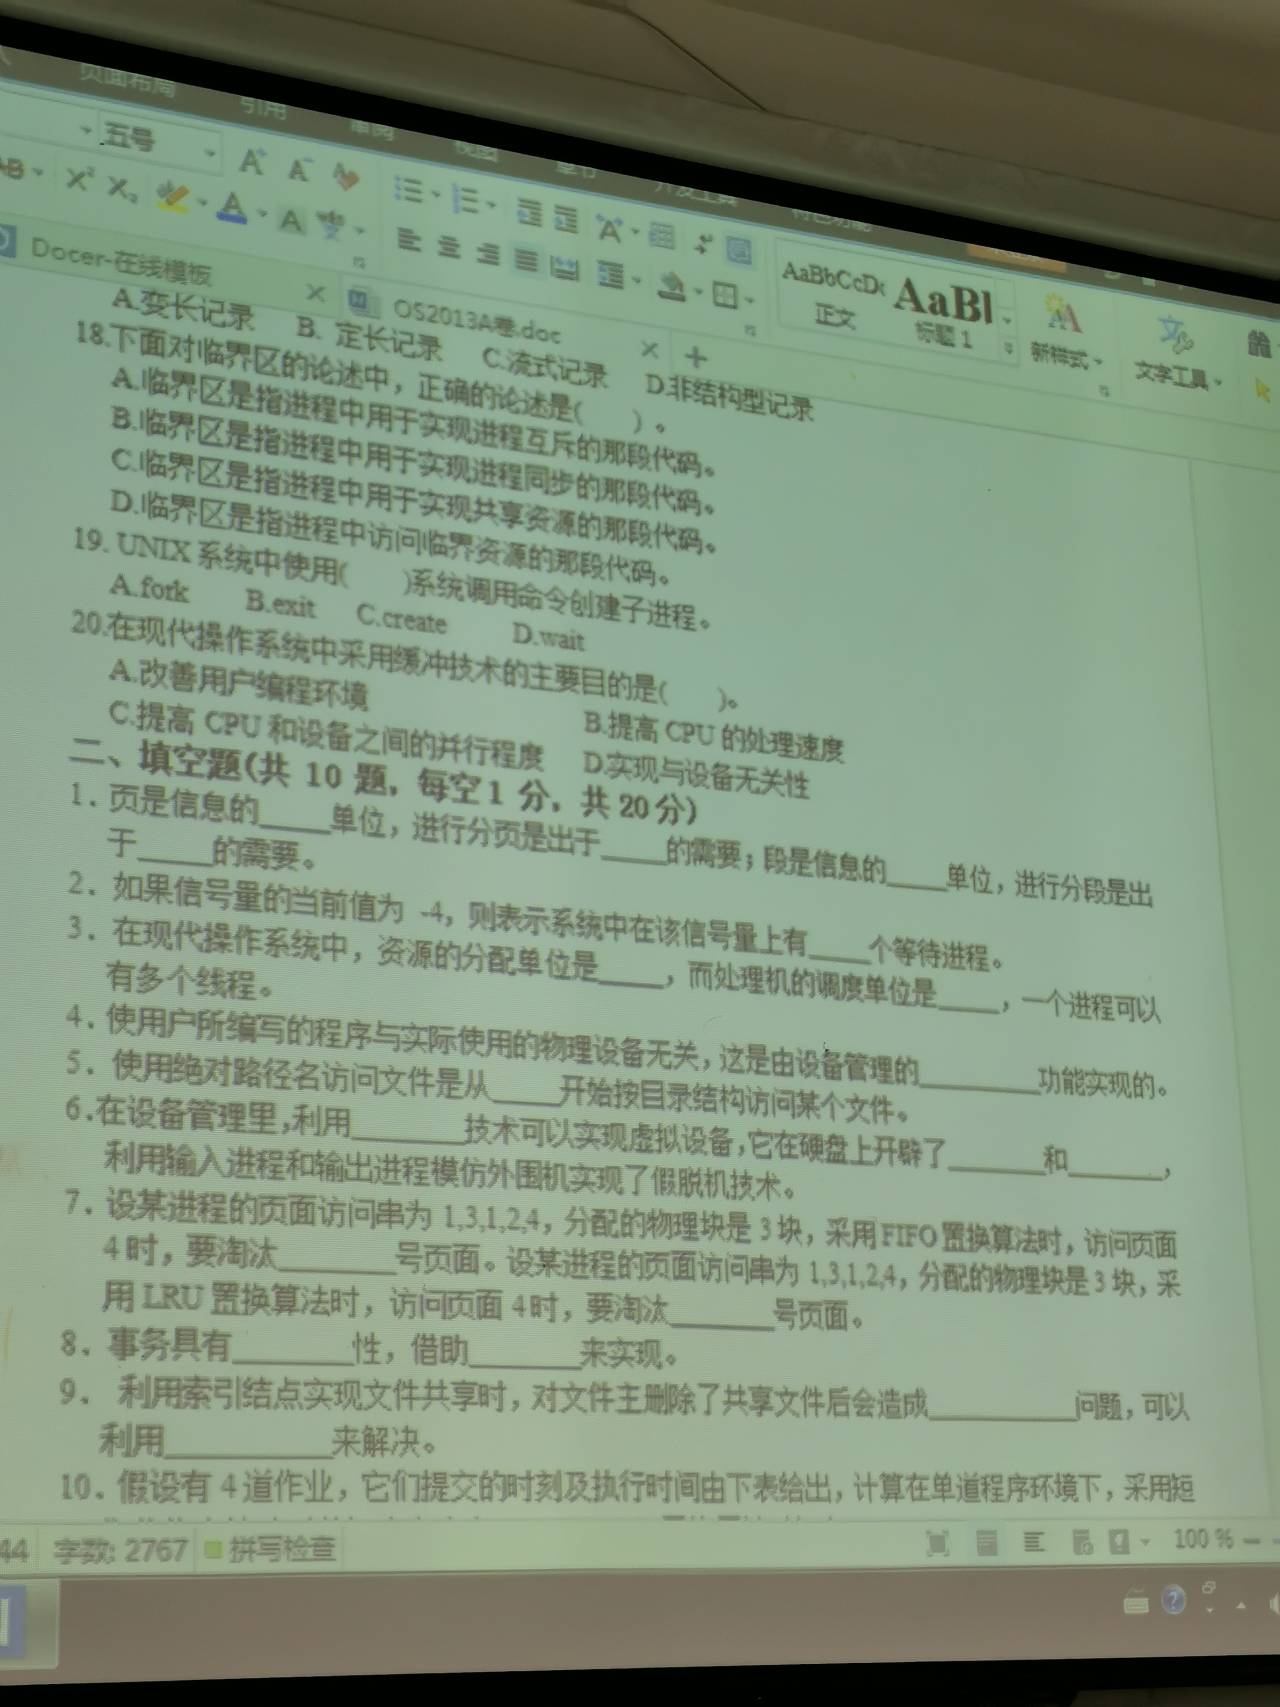 页面布局 引用 审阅 视图 章节 开发工具 特色功能
五号
AaBbCcDd AaBl
正文 标题 1 新样式 文字工具
Docer-在线模板 OS2013A卷.doc
A.变长记录 B. 定长记录 C.流式记录 D.非结构型记录
18.下面对临界区的论述中，正确的论述是( )。
A.临界区是指进程中用于实现进程互斥的那段代码。
B.临界区是指进程中用于实现进程同步的那段代码。
C.临界区是指进程中用于实现共享资源的那段代码。
D.临界区是指进程中访问临界资源的那段代码。
19. UNIX 系统中使用( )系统调用命令创建子进程。
A.fork B.exit C.create D.wait
20.在现代操作系统中采用缓冲技术的主要目的是( )。
A.改善用户编程环境 B.提高 CPU 的处理速度
C.提高 CPU 和设备之间的并行程度 D.实现与设备无关性
二、填空题(共 10 题，每空 1 分，共 20 分)
1．页是信息的_____单位，进行分页是出于_____的需要；段是信息的_____单位，进行分段是出
于_____的需要。
2．如果信号量的当前值为 -4，则表示系统中在该信号量上有_____个等待进程。
3．在现代操作系统中，资源的分配单位是_____，而处理机的调度单位是_____，一个进程可以
有多个线程。
4．使用户所编写的程序与实际使用的物理设备无关，这是由设备管理的_________功能实现的。
5．使用绝对路径名访问文件是从_____开始按目录结构访问某个文件。
6.在设备管理里，利用________技术可以实现虚拟设备，它在硬盘上开辟了_______和_______，
利用输入进程和输出进程模仿外围机实现了假脱机技术。
7．设某进程的页面访问串为 1,3,1,2,4，分配的物理块是 3 块，采用 FIFO 置换算法时，访问页面
4 时，要淘汰________号页面。设某进程的页面访问串为 1,3,1,2,4，分配的物理块是 3 块，采
用 LRU 置换算法时，访问页面 4 时，要淘汰_______号页面。
8．事务具有________性，借助________来实现。
9． 利用索引结点实现文件共享时，对文件主删除了共享文件后会造成__________问题，可以
利用___________来解决。
10．假设有 4 道作业，它们提交的时刻及执行时间由下表给出，计算在单道程序环境下，采用短
44 字数: 2767 拼写检查 100 %